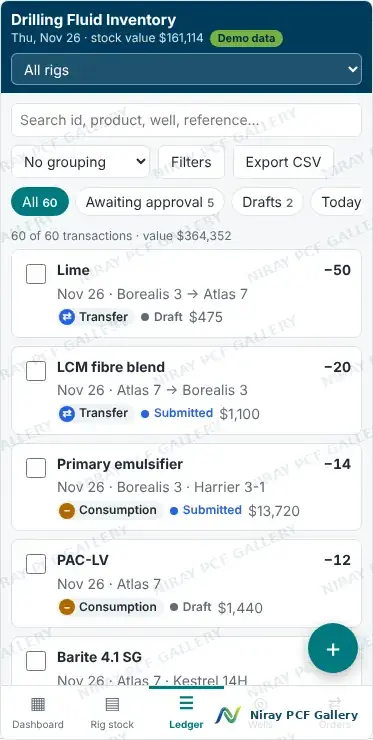 Drilling Fluid Inventory
Thu, Nov 26 · stock value $161,114 Demo data
All rigs
Search id, product, well, reference...
No grouping Filters Export CSV
All 60 Awaiting approval 5 Drafts 2 Today
60 of 60 transactions · value $364,352
Lime −50
Nov 26 · Borealis 3 → Atlas 7
Transfer Draft $475
LCM fibre blend −20
Nov 26 · Atlas 7 → Borealis 3
Transfer Submitted $1,100
Primary emulsifier −14
Nov 26 · Borealis 3 · Harrier 3-1
Consumption Submitted $13,720
PAC-LV −12
Nov 26 · Atlas 7
Consumption Draft $1,440
Barite 4.1 SG
Nov 26 · Atlas 7 · Kestrel 14H
+
Dashboard Rig stock Ledger Wells Orders
Niray PCF Gallery
NIRAY PCF GALLERY